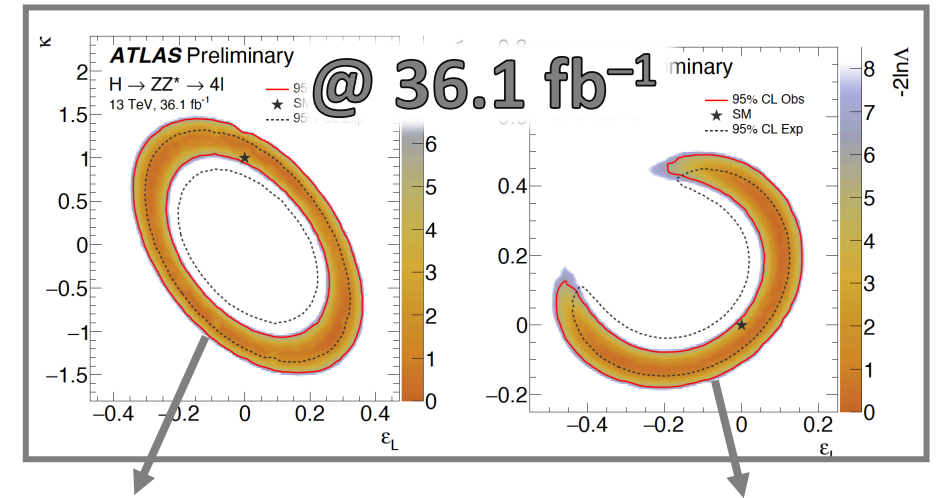 @ 36.1 fb⁻¹
ATLAS Preliminary
H → ZZ* → 4l
13 TeV, 36.1 fb⁻¹
95
SM
95
κ
2
1.5
1
0.5
0
−0.5
−1
−1.5
−0.4 −0.2 0 0.2 0.4
ε_L
6
5
4
3
2
1
0
95% CL Obs
SM
95% CL Exp
0.4
0.2
0
−0.2
−0.4 −0.2 0 0.2
-2lnΛ
8
7
6
5
4
3
2
1
0